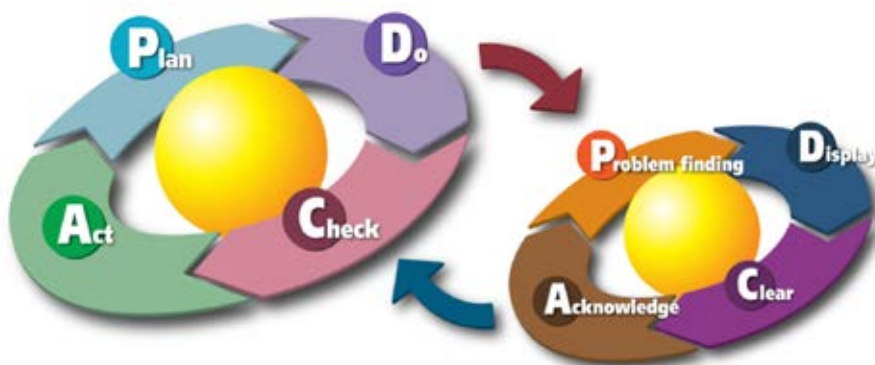 Plan
Do
Act
Check
Problem finding
Display
Acknowledge
Clear